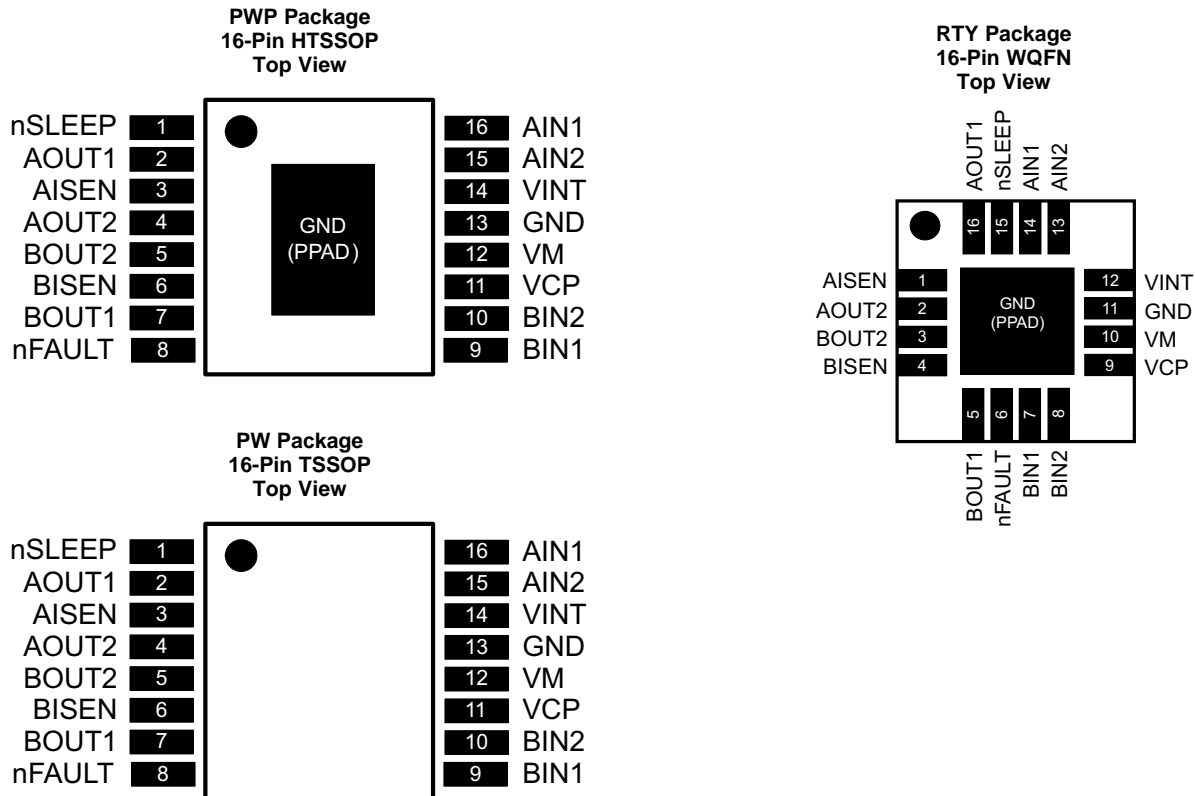 PWP Package
16-Pin HTSSOP
Top View
nSLEEP 1
AOUT1 2
AISEN 3
AOUT2 4
BOUT2 5
BISEN 6
BOUT1 7
nFAULT 8
GND
(PPAD)
16 AIN1
15 AIN2
14 VINT
13 GND
12 VM
11 VCP
10 BIN2
9 BIN1
PW Package
16-Pin TSSOP
Top View
nSLEEP 1
AOUT1 2
AISEN 3
AOUT2 4
BOUT2 5
BISEN 6
BOUT1 7
nFAULT 8
16 AIN1
15 AIN2
14 VINT
13 GND
12 VM
11 VCP
10 BIN2
9 BIN1
RTY Package
16-Pin WQFN
Top View
AOUT1 16
nSLEEP 15
AIN1 14
AIN2 13
AISEN 1
AOUT2 2
BOUT2 3
BISEN 4
GND
(PPAD)
12 VINT
11 GND
10 VM
9 VCP
BOUT1 5
nFAULT 6
BIN1 7
BIN2 8